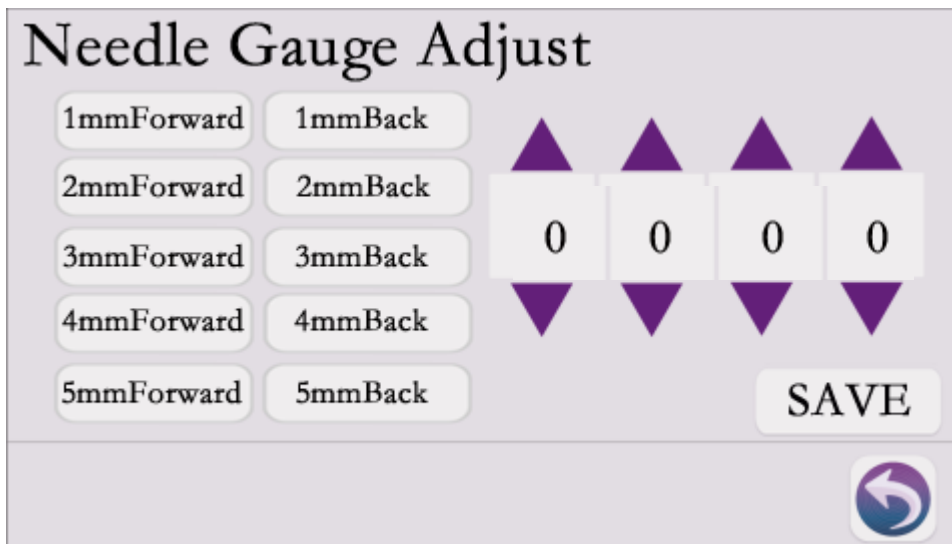 Needle Gauge Adjust
1mmForward 1mmBack
2mmForward 2mmBack
3mmForward 3mmBack
4mmForward 4mmBack
5mmForward 5mmBack
0 0 0 0
SAVE